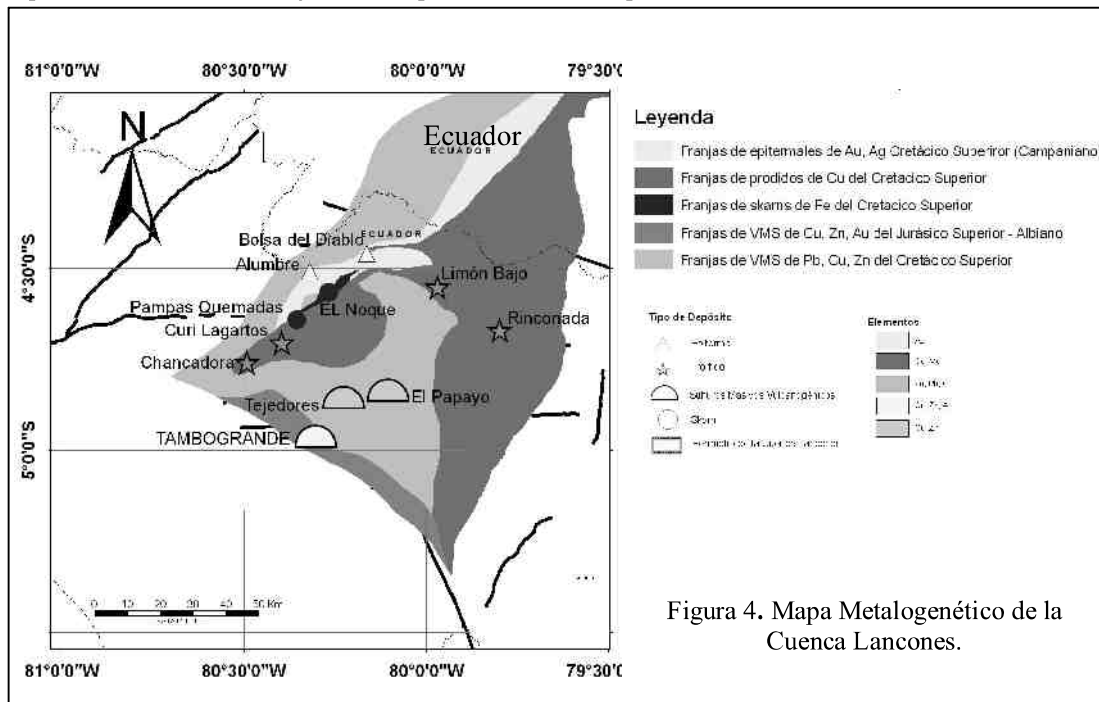 81°0'0"W
80°30'0"W
80°0'0"W
79°30'0
N
Ecuador
ECUADOR
ECUADOR
Bolsa del Diablo
Alumbre
4°30'0"S
Limón Bajo
Pampas Quemadas
EL Noque
Curi Lagartos
Rinconada
Chancadora
El Papayo
Tejedores
TAMBOGRANDE
5°0'0"S
0 10 20 30 40 50 Km
81°0'0"W
80°30'0"W
80°0'0"W
79°30'0
Leyenda
Franjas de epitermales de Au, Ag Cretácico Superiror (Campaniano
Franjas de prodidos de Cu del Cretacico Superior
Franjas de skarns de Fe del Cretacico Superior
Franjas de VMS de Cu, Zn, Au del Jurásico Superior - Albiano
Franjas de VMS de Pb, Cu, Zn del Cretácico Superior
Tipo de Depósito
Skarn
Elementos
Figura 4. Mapa Metalogenético de la
Cuenca Lancones.